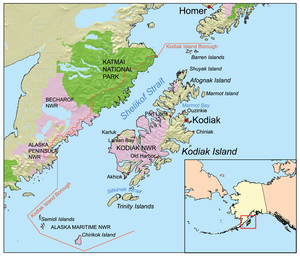 Homer
Kodiak Island Borough
Barren Islands
KATMAI
NATIONAL
PARK
Shuyak Island
Afognak Island
Shelikof Strait
Marmot Island
BECHAROF
NWR
Marmot Bay
Ouzinkie
Port Lions
Kodiak
Karluk
Chiniak
Larsen Bay
ALASKA
PENINSULA
NWR
KODIAK NWR
Old Harbor
Kodiak Island
Akhiok
Kodiak Island Borough
Sitkinak Strait
Trinity Islands
Semidi Islands
ALASKA MARITIME NWR
Chirikof Island